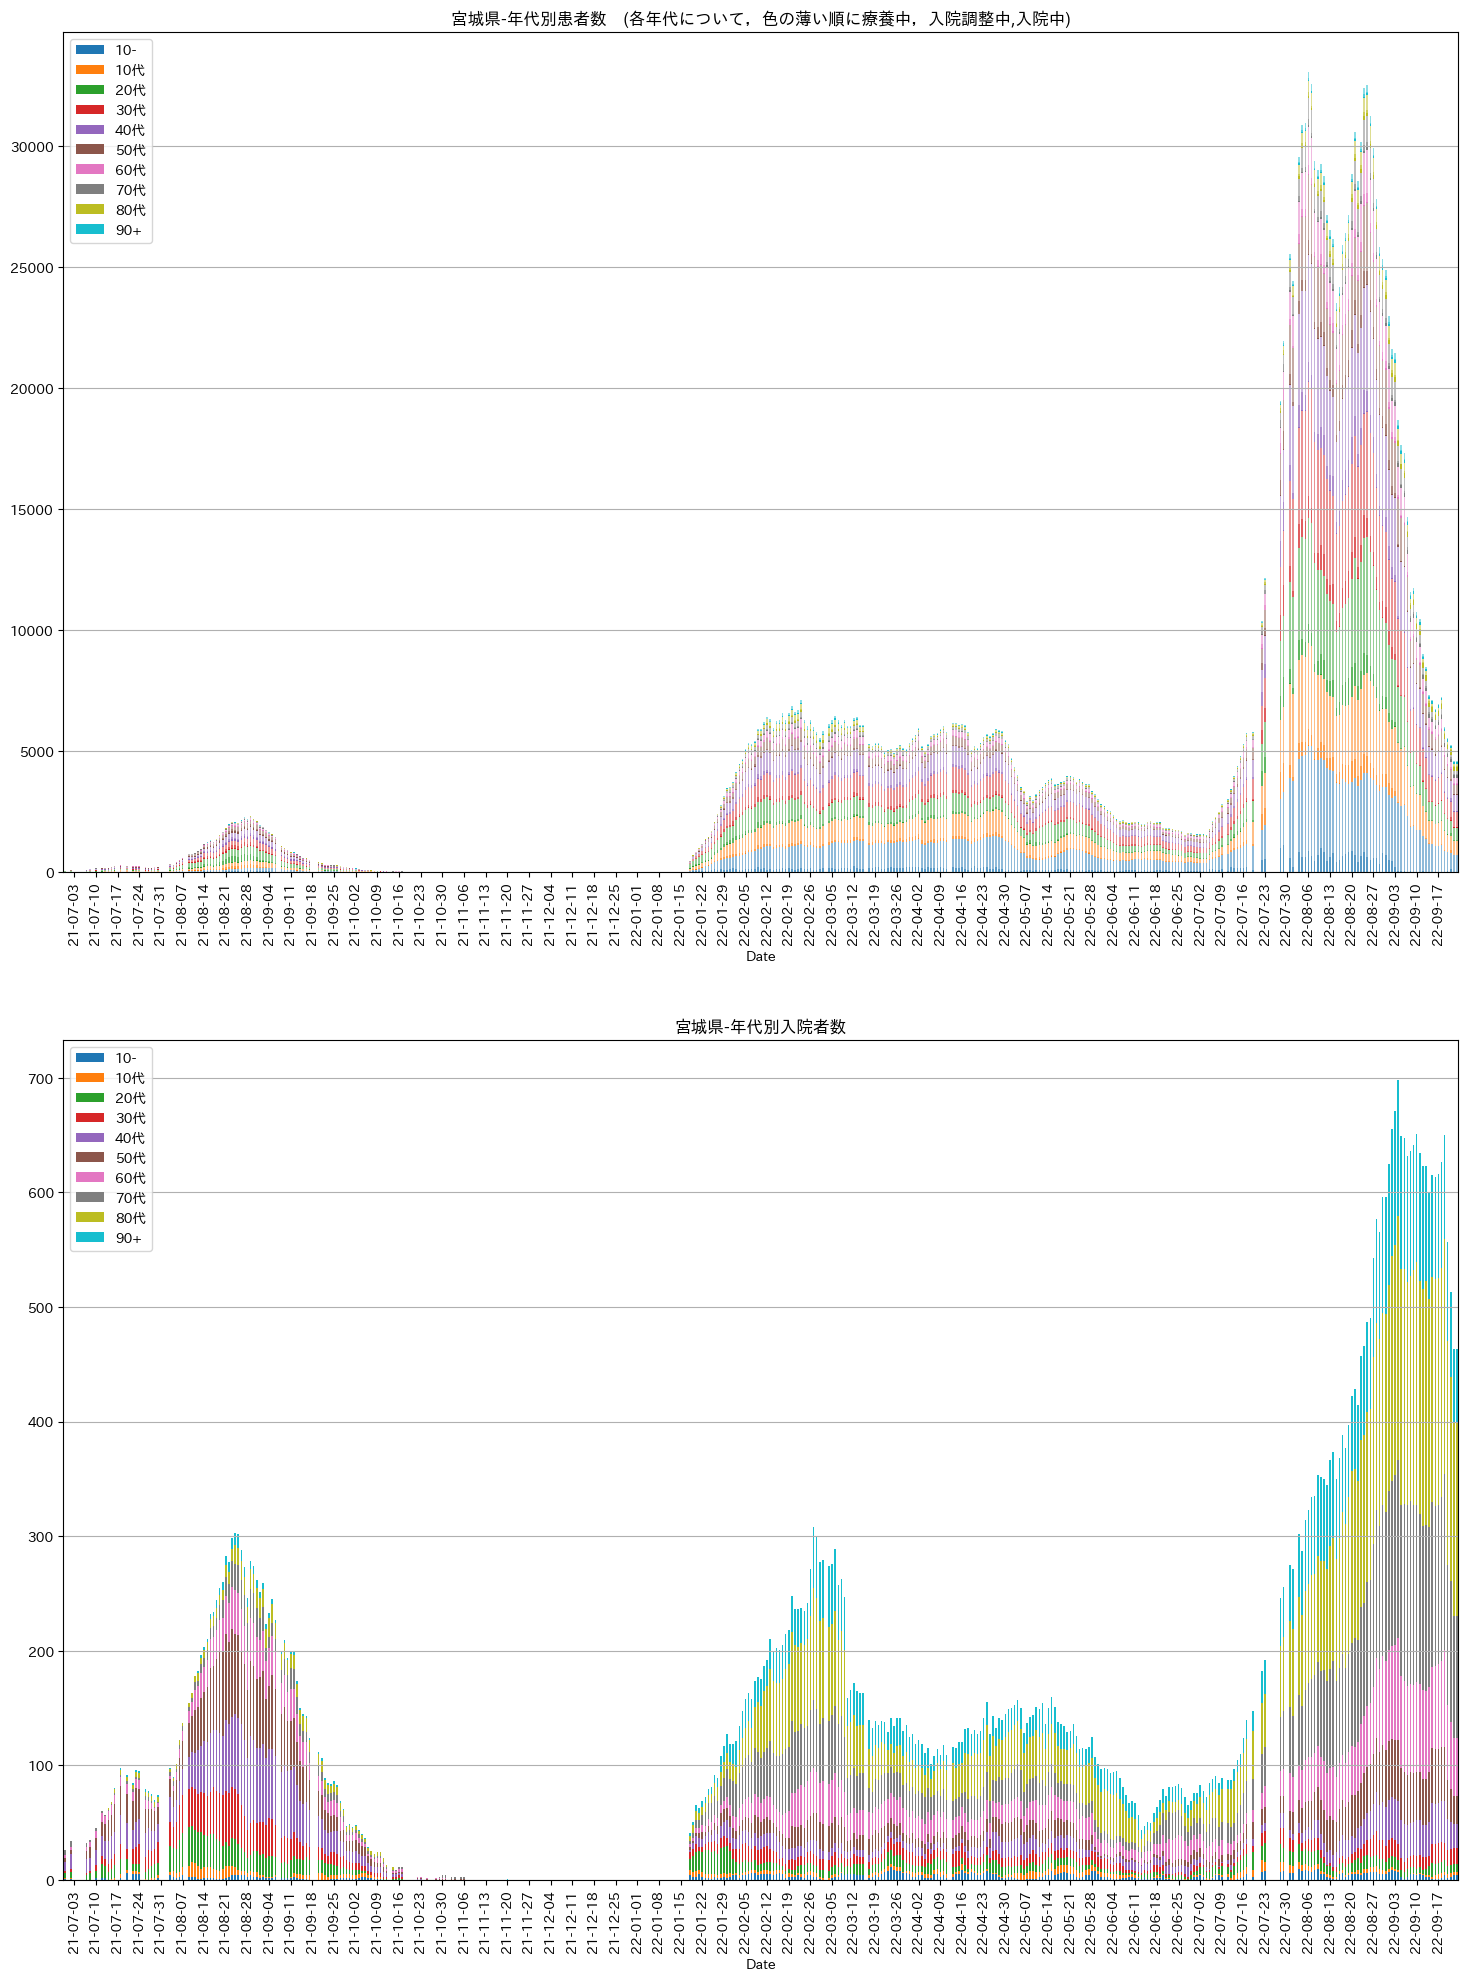 宮城県-年代別患者数　(各年代について，色の薄い順に療養中，入院調整中,入院中)
10-
10代
20代
30代
40代
50代
60代
70代
80代
90+
30000
25000
20000
15000
10000
5000
0
21-07-03 21-07-10 21-07-17 21-07-24 21-07-31 21-08-07 21-08-14 21-08-21 21-08-28 21-09-04 21-09-11 21-09-18 21-09-25 21-10-02 21-10-09 21-10-16 21-10-23 21-10-30 21-11-06 21-11-13 21-11-20 21-11-27 21-12-04 21-12-11 21-12-18 21-12-25 22-01-01 22-01-08 22-01-15 22-01-22 22-01-29 22-02-05 22-02-12 22-02-19 22-02-26 22-03-05 22-03-12 22-03-19 22-03-26 22-04-02 22-04-09 22-04-16 22-04-23 22-04-30 22-05-07 22-05-14 22-05-21 22-05-28 22-06-04 22-06-11 22-06-18 22-06-25 22-07-02 22-07-09 22-07-16 22-07-23 22-07-30 22-08-06 22-08-13 22-08-20 22-08-27 22-09-03 22-09-10 22-09-17
Date
宮城県-年代別入院者数
10-
10代
20代
30代
40代
50代
60代
70代
80代
90+
700
600
500
400
300
200
100
0
21-07-03 21-07-10 21-07-17 21-07-24 21-07-31 21-08-07 21-08-14 21-08-21 21-08-28 21-09-04 21-09-11 21-09-18 21-09-25 21-10-02 21-10-09 21-10-16 21-10-23 21-10-30 21-11-06 21-11-13 21-11-20 21-11-27 21-12-04 21-12-11 21-12-18 21-12-25 22-01-01 22-01-08 22-01-15 22-01-22 22-01-29 22-02-05 22-02-12 22-02-19 22-02-26 22-03-05 22-03-12 22-03-19 22-03-26 22-04-02 22-04-09 22-04-16 22-04-23 22-04-30 22-05-07 22-05-14 22-05-21 22-05-28 22-06-04 22-06-11 22-06-18 22-06-25 22-07-02 22-07-09 22-07-16 22-07-23 22-07-30 22-08-06 22-08-13 22-08-20 22-08-27 22-09-03 22-09-10 22-09-17
Date